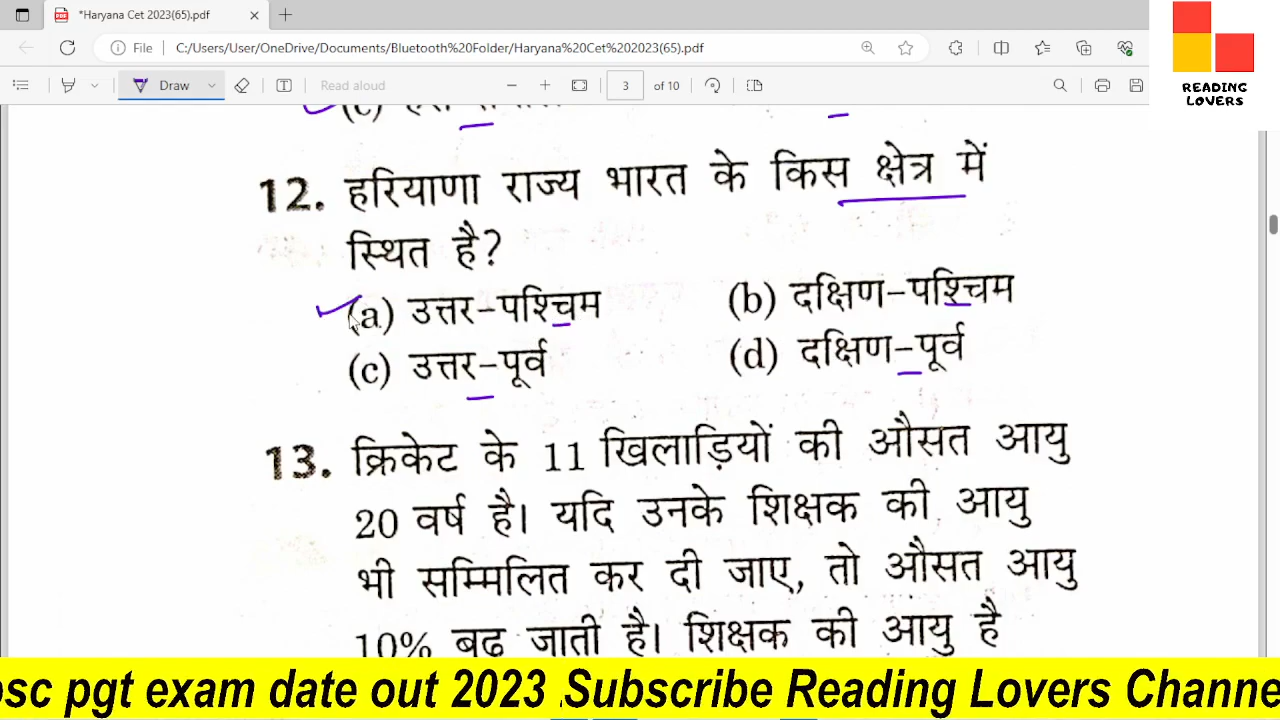 *Haryana Cet 2023(65).pdf
File C:/Users/User/OneDrive/Documents/Bluetooth%20Folder/Haryana%20Cet%202023(65).pdf
Draw Read aloud 3 of 10
READING
LOVERS
(c)
12. हरियाणा राज्य भारत के किस क्षेत्र में
स्थित है?
(a) उत्तर-पश्चिम (b) दक्षिण-पश्चिम
(c) उत्तर-पूर्व (d) दक्षिण-पूर्व
13. क्रिकेट के 11 खिलाड़ियों की औसत आयु
20 वर्ष है। यदि उनके शिक्षक की आयु
भी सम्मिलित कर दी जाए, तो औसत आयु
10% बढ़ जाती है। शिक्षक की आयु है
psc pgt exam date out 2023 .Subscribe Reading Lovers Channe